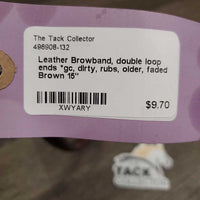 The Tack Collector
496908-132
Leather Browband, double loop
ends *gc, dirty, rubs, older, faded
Brown 15"
XWYARY
$9.70
TACK